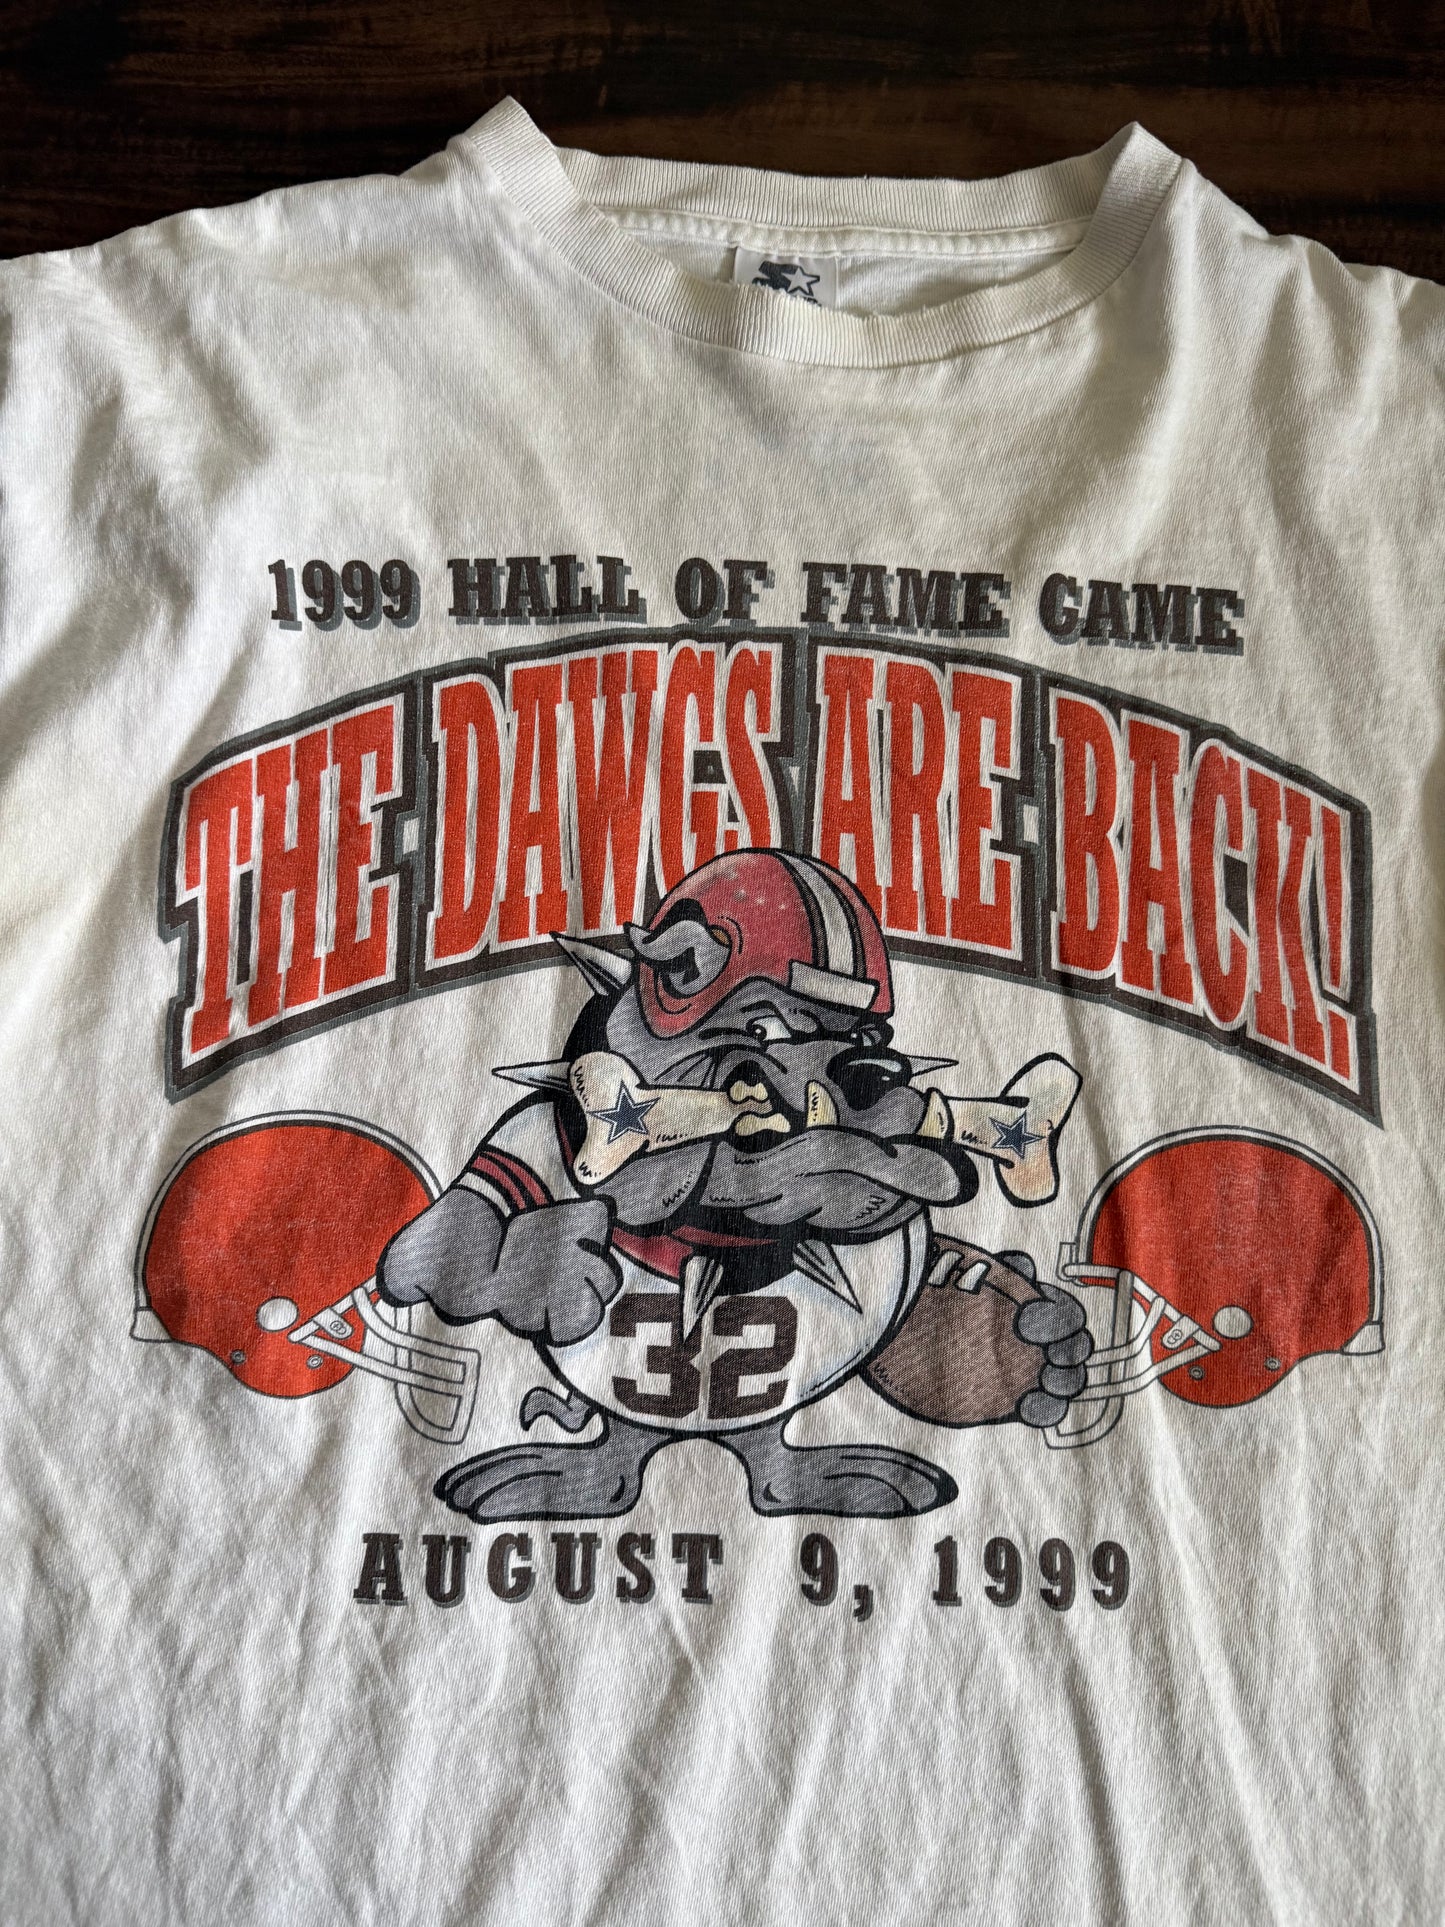 1999 HALL OF FAME GAME
THE DAWGS ARE BACK!
32
AUGUST 9, 1999